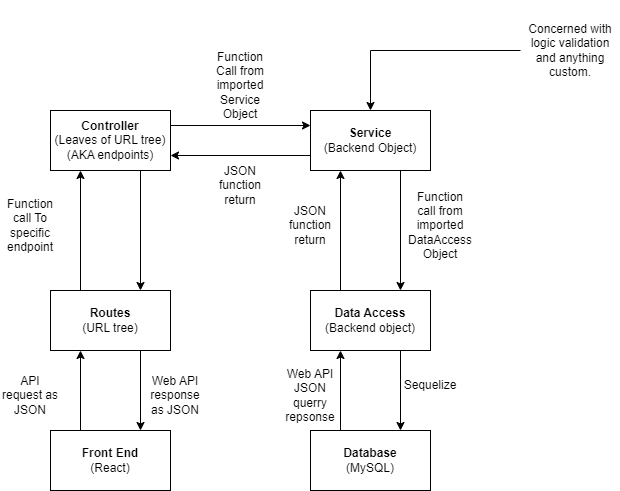 Concerned with
logic validation
and anything
custom.
Function
Call from
imported
Service
Object
Controller
(Leaves of URL tree)
(AKA endpoints)
Service
(Backend Object)
JSON
function
return
Function
call To
specific
endpoint
JSON
function
return
Function
call from
imported
DataAccess
Object
Routes
(URL tree)
Data Access
(Backend object)
API
request as
JSON
Web API
response
as JSON
Web API
JSON
querry
repsonse
Sequelize
Front End
(React)
Database
(MySQL)